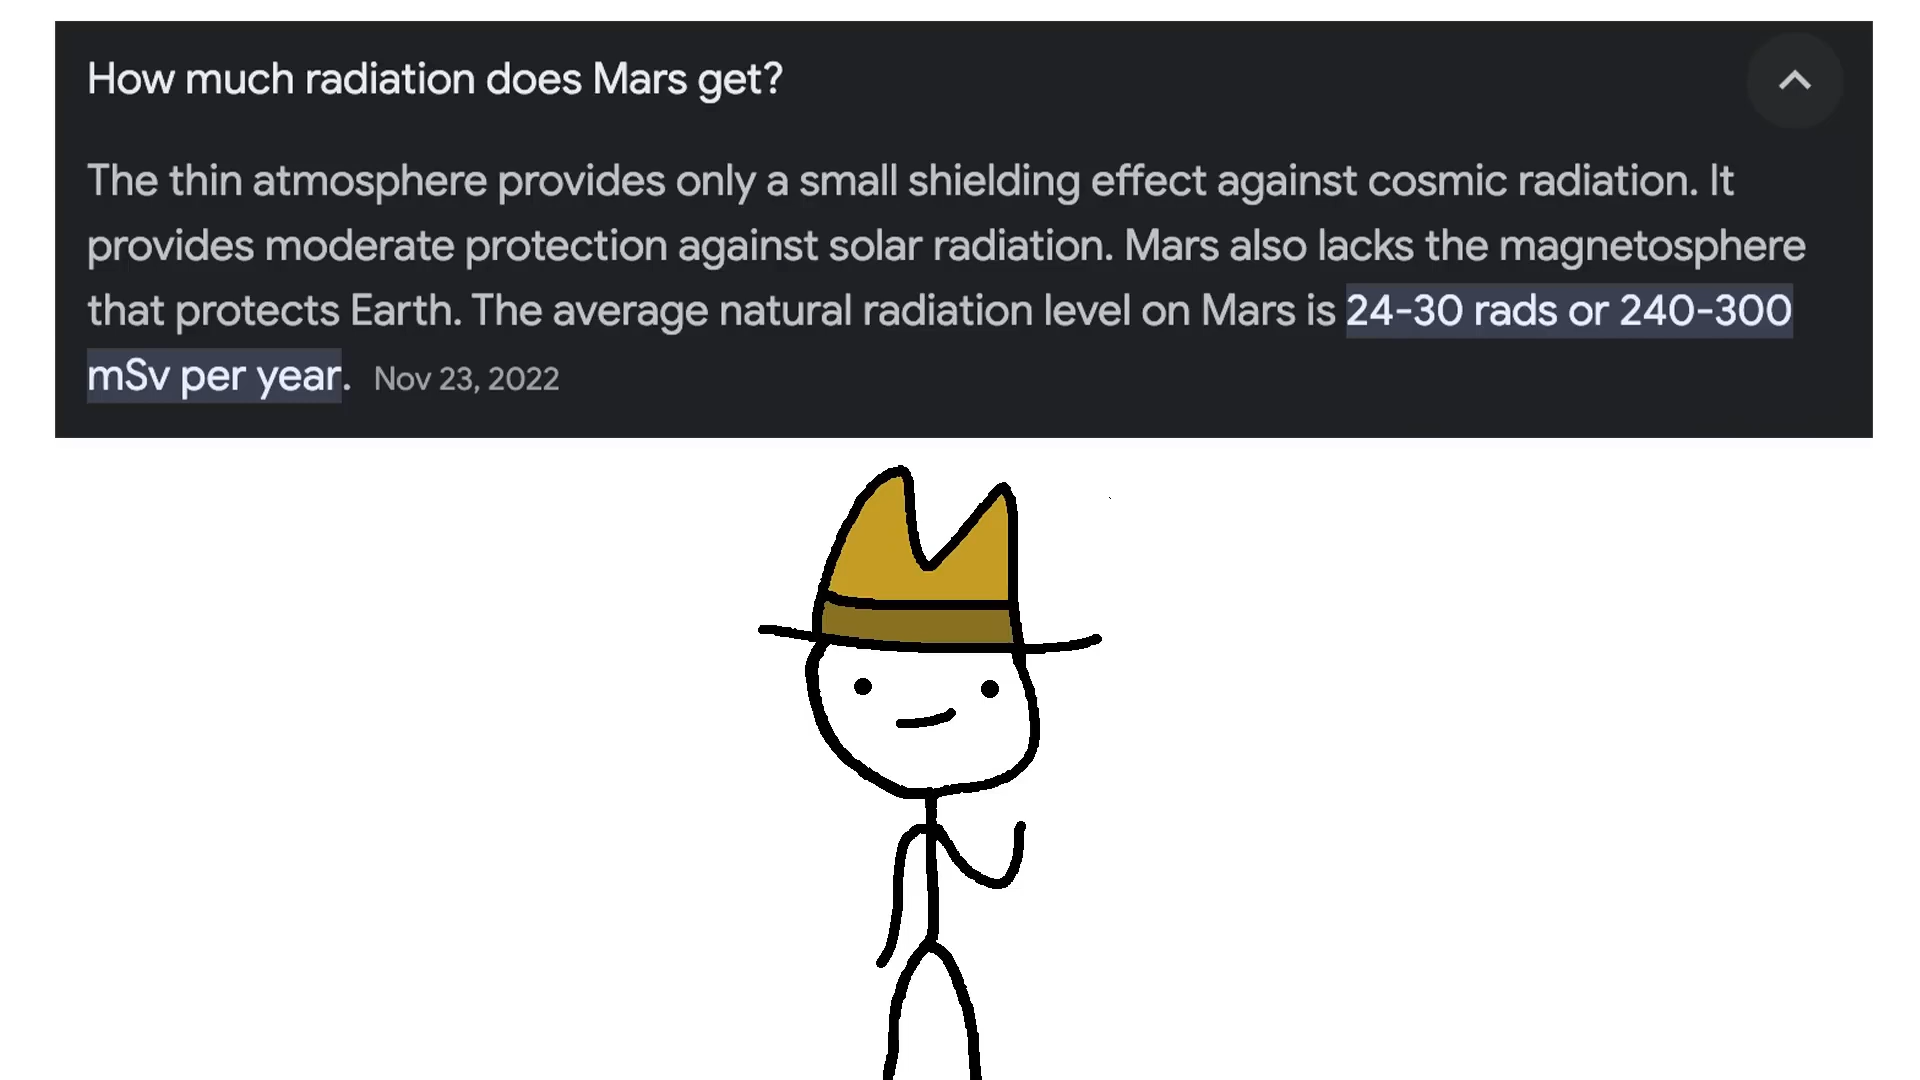 How much radiation does Mars get?
The thin atmosphere provides only a small shielding effect against cosmic radiation. It
provides moderate protection against solar radiation. Mars also lacks the magnetosphere
that protects Earth. The average natural radiation level on Mars is 24-30 rads or 240-300
mSv per year. Nov 23, 2022